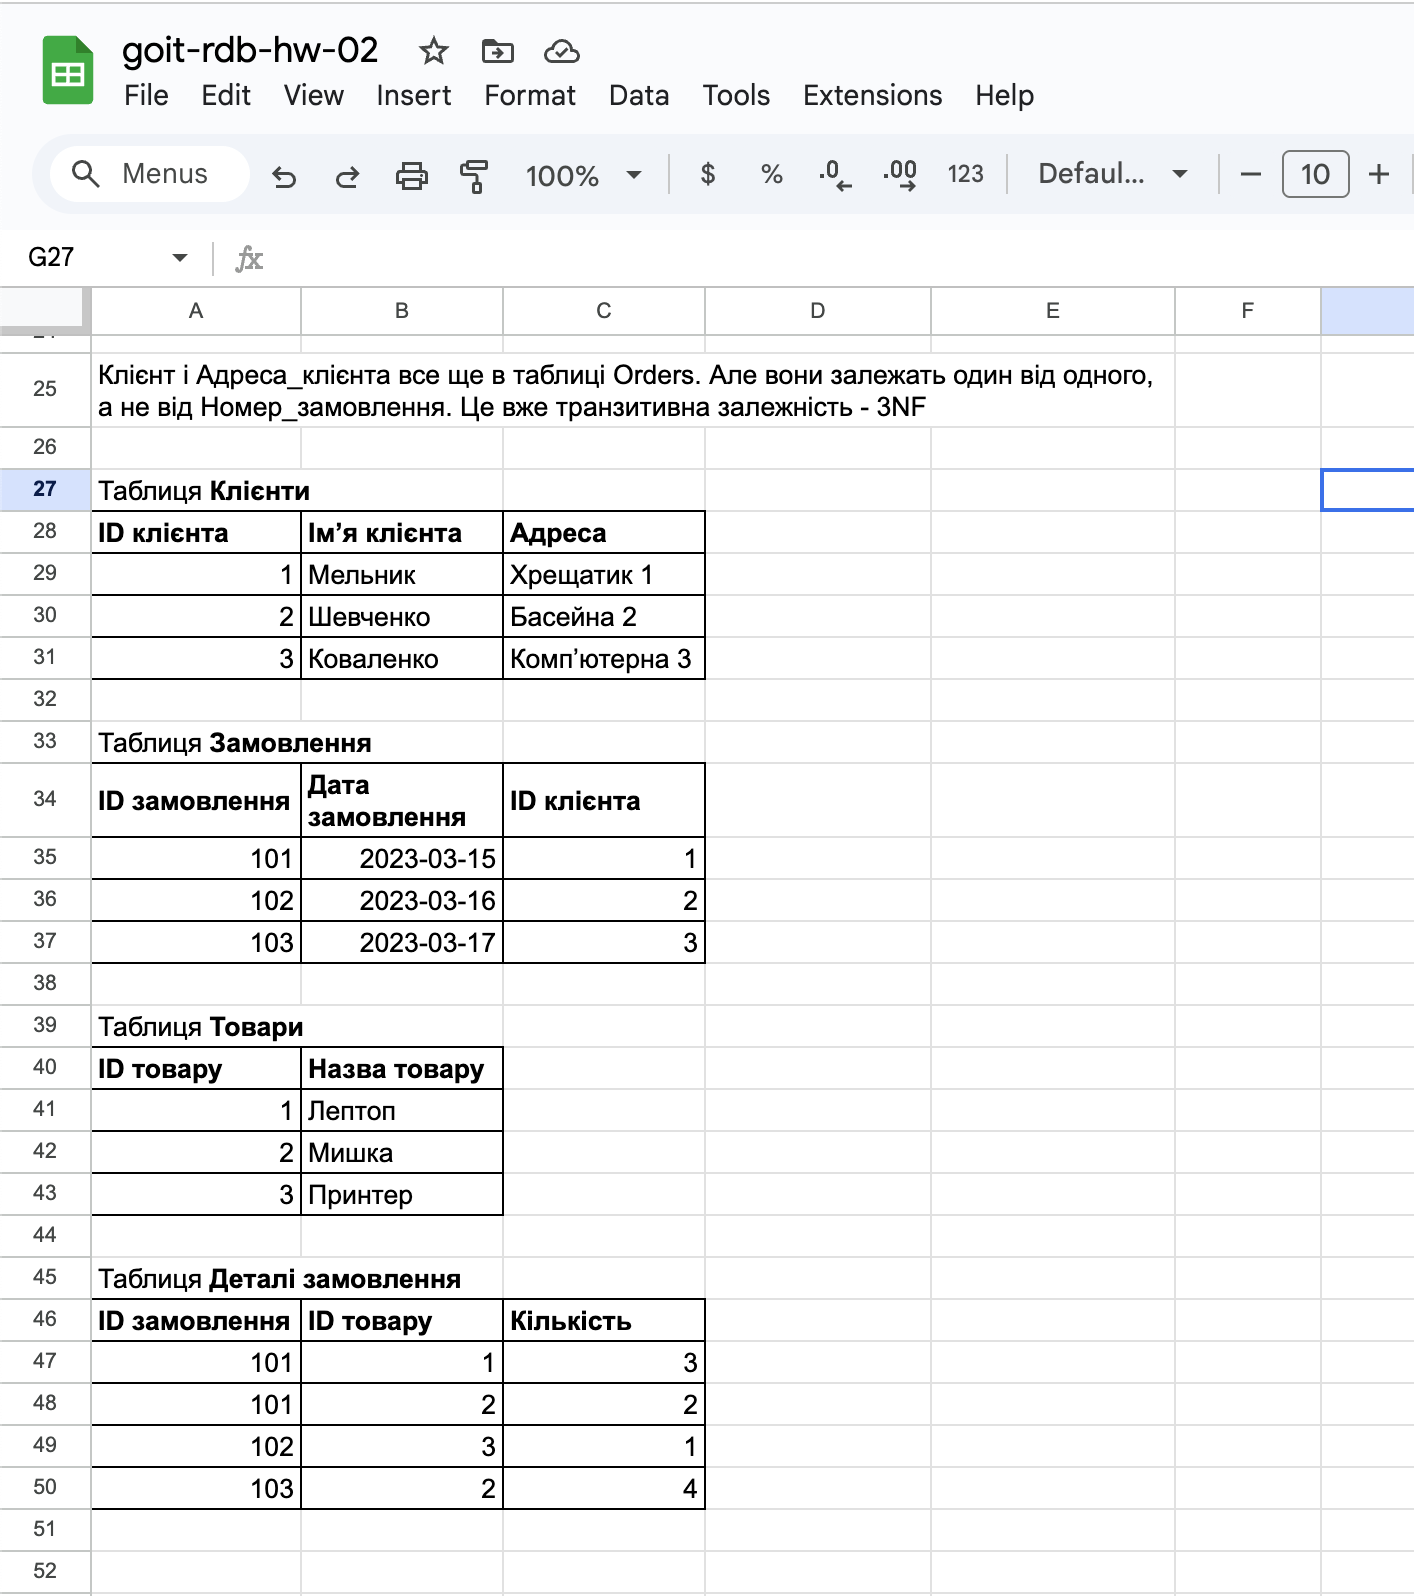 goit-rdb-hw-02
File Edit View Insert Format Data Tools Extensions Help
Menus 100% $ % .0 .00 123 Defaul... 10
G27 fx
A B C D E F
25 Клієнт і Адреса_клієнта все ще в таблиці Orders. Але вони залежать один від одного,
а не від Номер_замовлення. Це вже транзитивна залежність - 3NF
26
27 Таблиця Клієнти
28 ID клієнта Ім’я клієнта Адреса
29 1 Мельник Хрещатик 1
30 2 Шевченко Басейна 2
31 3 Коваленко Комп’ютерна 3
32
33 Таблиця Замовлення
34 ID замовлення Дата замовлення ID клієнта
35 101 2023-03-15 1
36 102 2023-03-16 2
37 103 2023-03-17 3
38
39 Таблиця Товари
40 ID товару Назва товару
41 1 Лептоп
42 2 Мишка
43 3 Принтер
44
45 Таблиця Деталі замовлення
46 ID замовлення ID товару Кількість
47 101 1 3
48 101 2 2
49 102 3 1
50 103 2 4
51
52